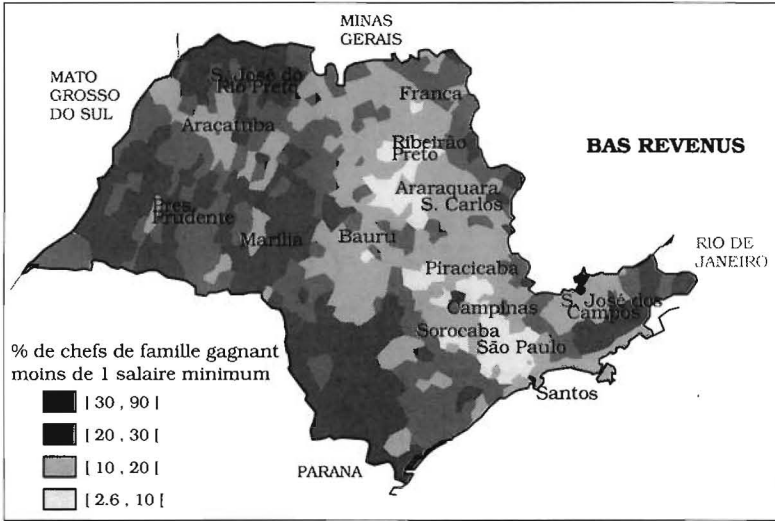 MINAS
GERAIS
MATO
GROSSO
DO SUL
S. José do
Rio Preto
Franca
Araçatuba
Ribeirão
Preto
BAS REVENUS
Araraquara
S. Carlos
Pres.
Prudente
Marília
Bauru
RIO DE
JANEIRO
Piracicaba
Campinas
S. José dos
Campos
Sorocaba
São Paulo
Santos
% de chefs de famille gagnant
moins de 1 salaire minimum
[ 30 , 90 [
[ 20 , 30 [
[ 10 , 20 [
[ 2.6 , 10 [
PARANA